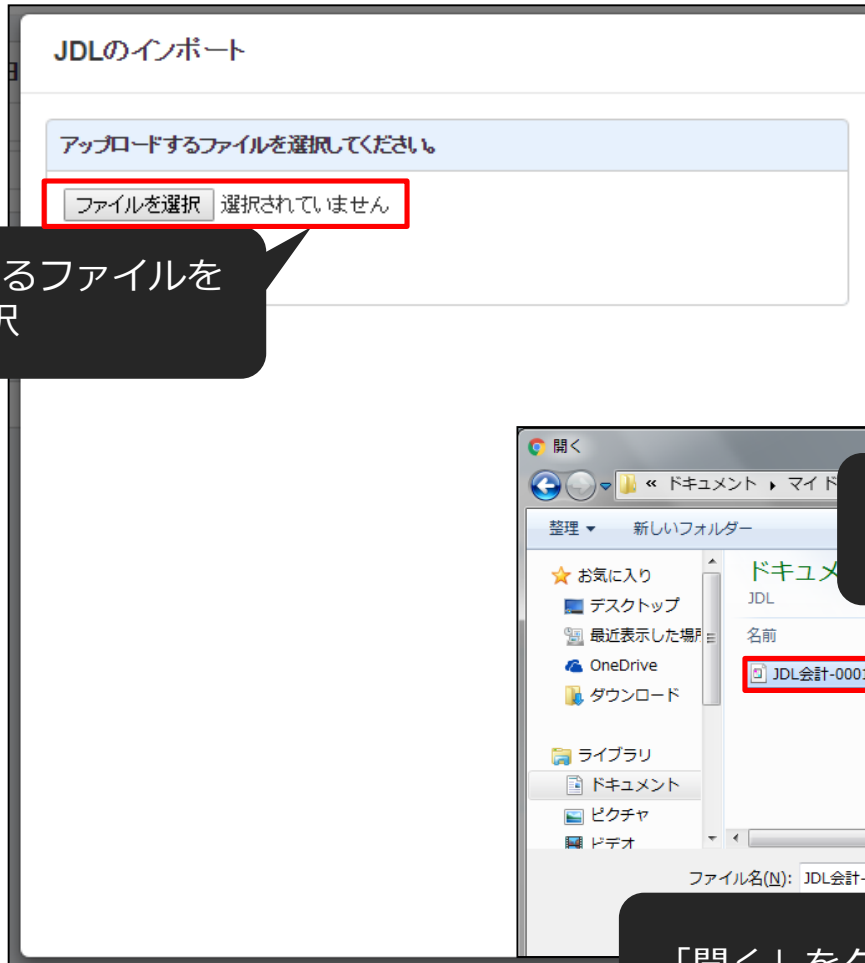 JDLのインポート
アップロードするファイルを選択してください。
ファイルを選択 選択されていません
るファイルを
択
開く
« ドキュメント ▸ マイ ド
整理 ▼ 新しいフォルダー
お気に入り
デスクトップ
最近表示した場所
OneDrive
ダウンロード
ライブラリ
ドキュメント
ピクチャ
ビデオ
ドキュメ
JDL
名前
JDL会計-0001
ファイル名(N): JDL会計-
「開く」をク